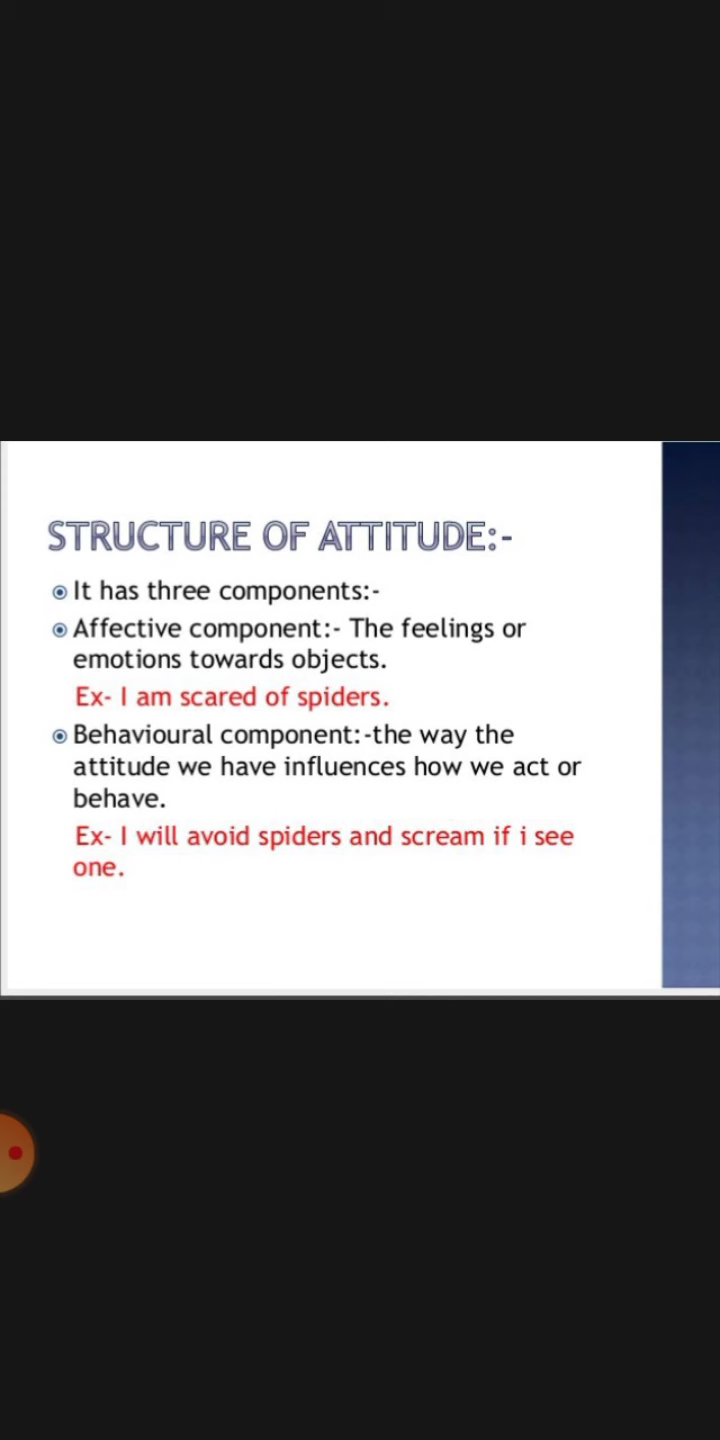 STRUCTURE OF ATTITUDE:-
It has three components:-
Affective component:- The feelings or
emotions towards objects.
Ex- I am scared of spiders.
Behavioural component:-the way the
attitude we have influences how we act or
behave.
Ex- I will avoid spiders and scream if i see
one.